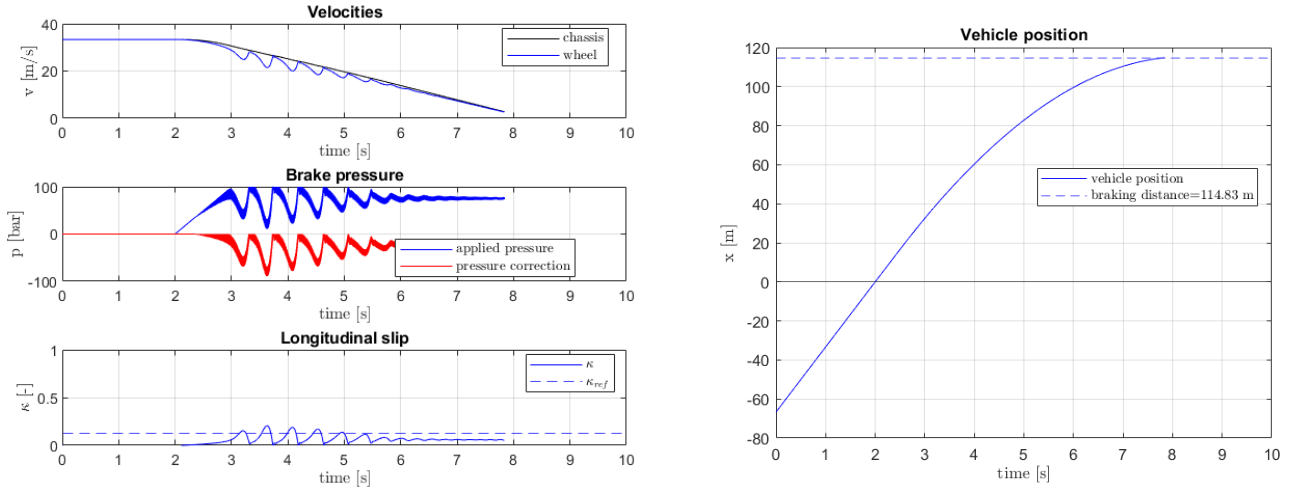 Velocities
v [m/s]
40
20
0
chassis
wheel
0 1 2 3 4 5 6 7 8 9 10
time [s]
Brake pressure
p [bar]
100
0
-100
applied pressure
pressure correction
0 1 2 3 4 5 6 7 8 9 10
time [s]
Longitudinal slip
κ [-]
1
0.5
0
κ
κref
0 1 2 3 4 5 6 7 8 9 10
time [s]
Vehicle position
x [m]
120
100
80
60
40
20
0
-20
-40
-60
-80
vehicle position
braking distance=114.83 m
0 1 2 3 4 5 6 7 8 9 10
time [s]